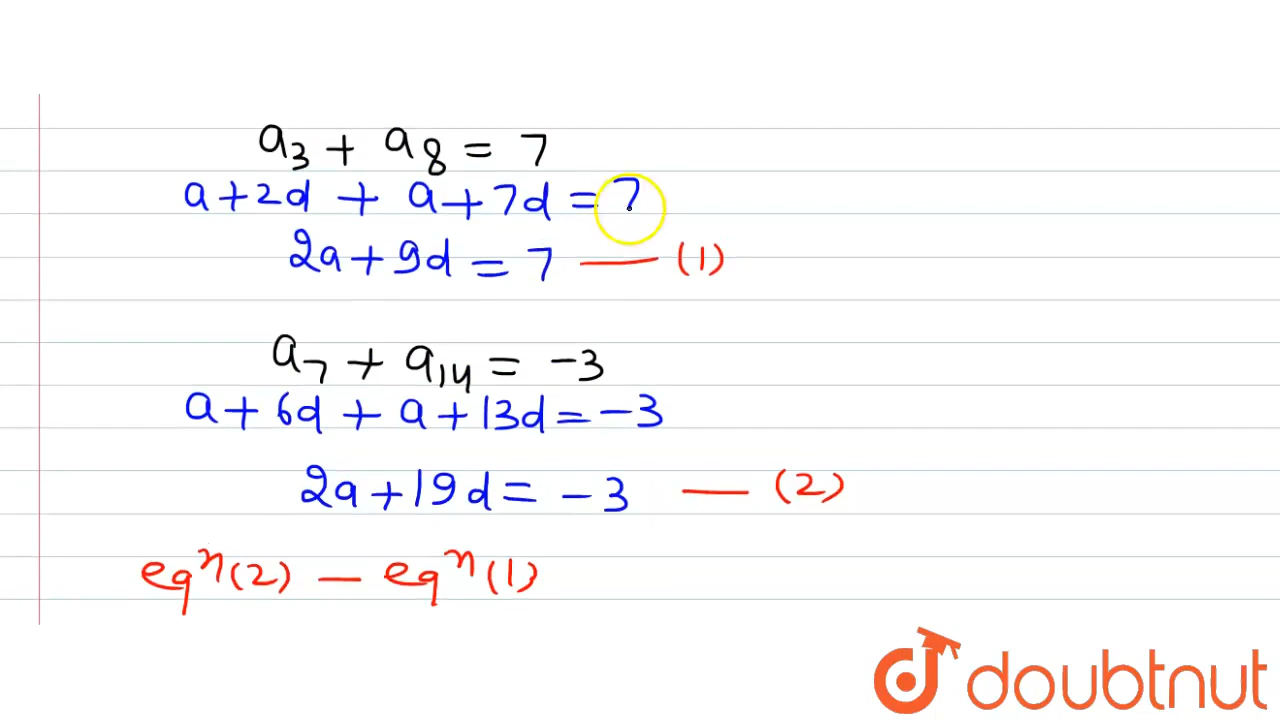 a₃ + a₈ = 7
a + 2d + a + 7d = 7
2a + 9d = 7 — (1)
a₇ + a₁₄ = -3
a + 6d + a + 13d = -3
2a + 19d = -3 — (2)
eqⁿ(2) — eqⁿ(1)
doubtnut